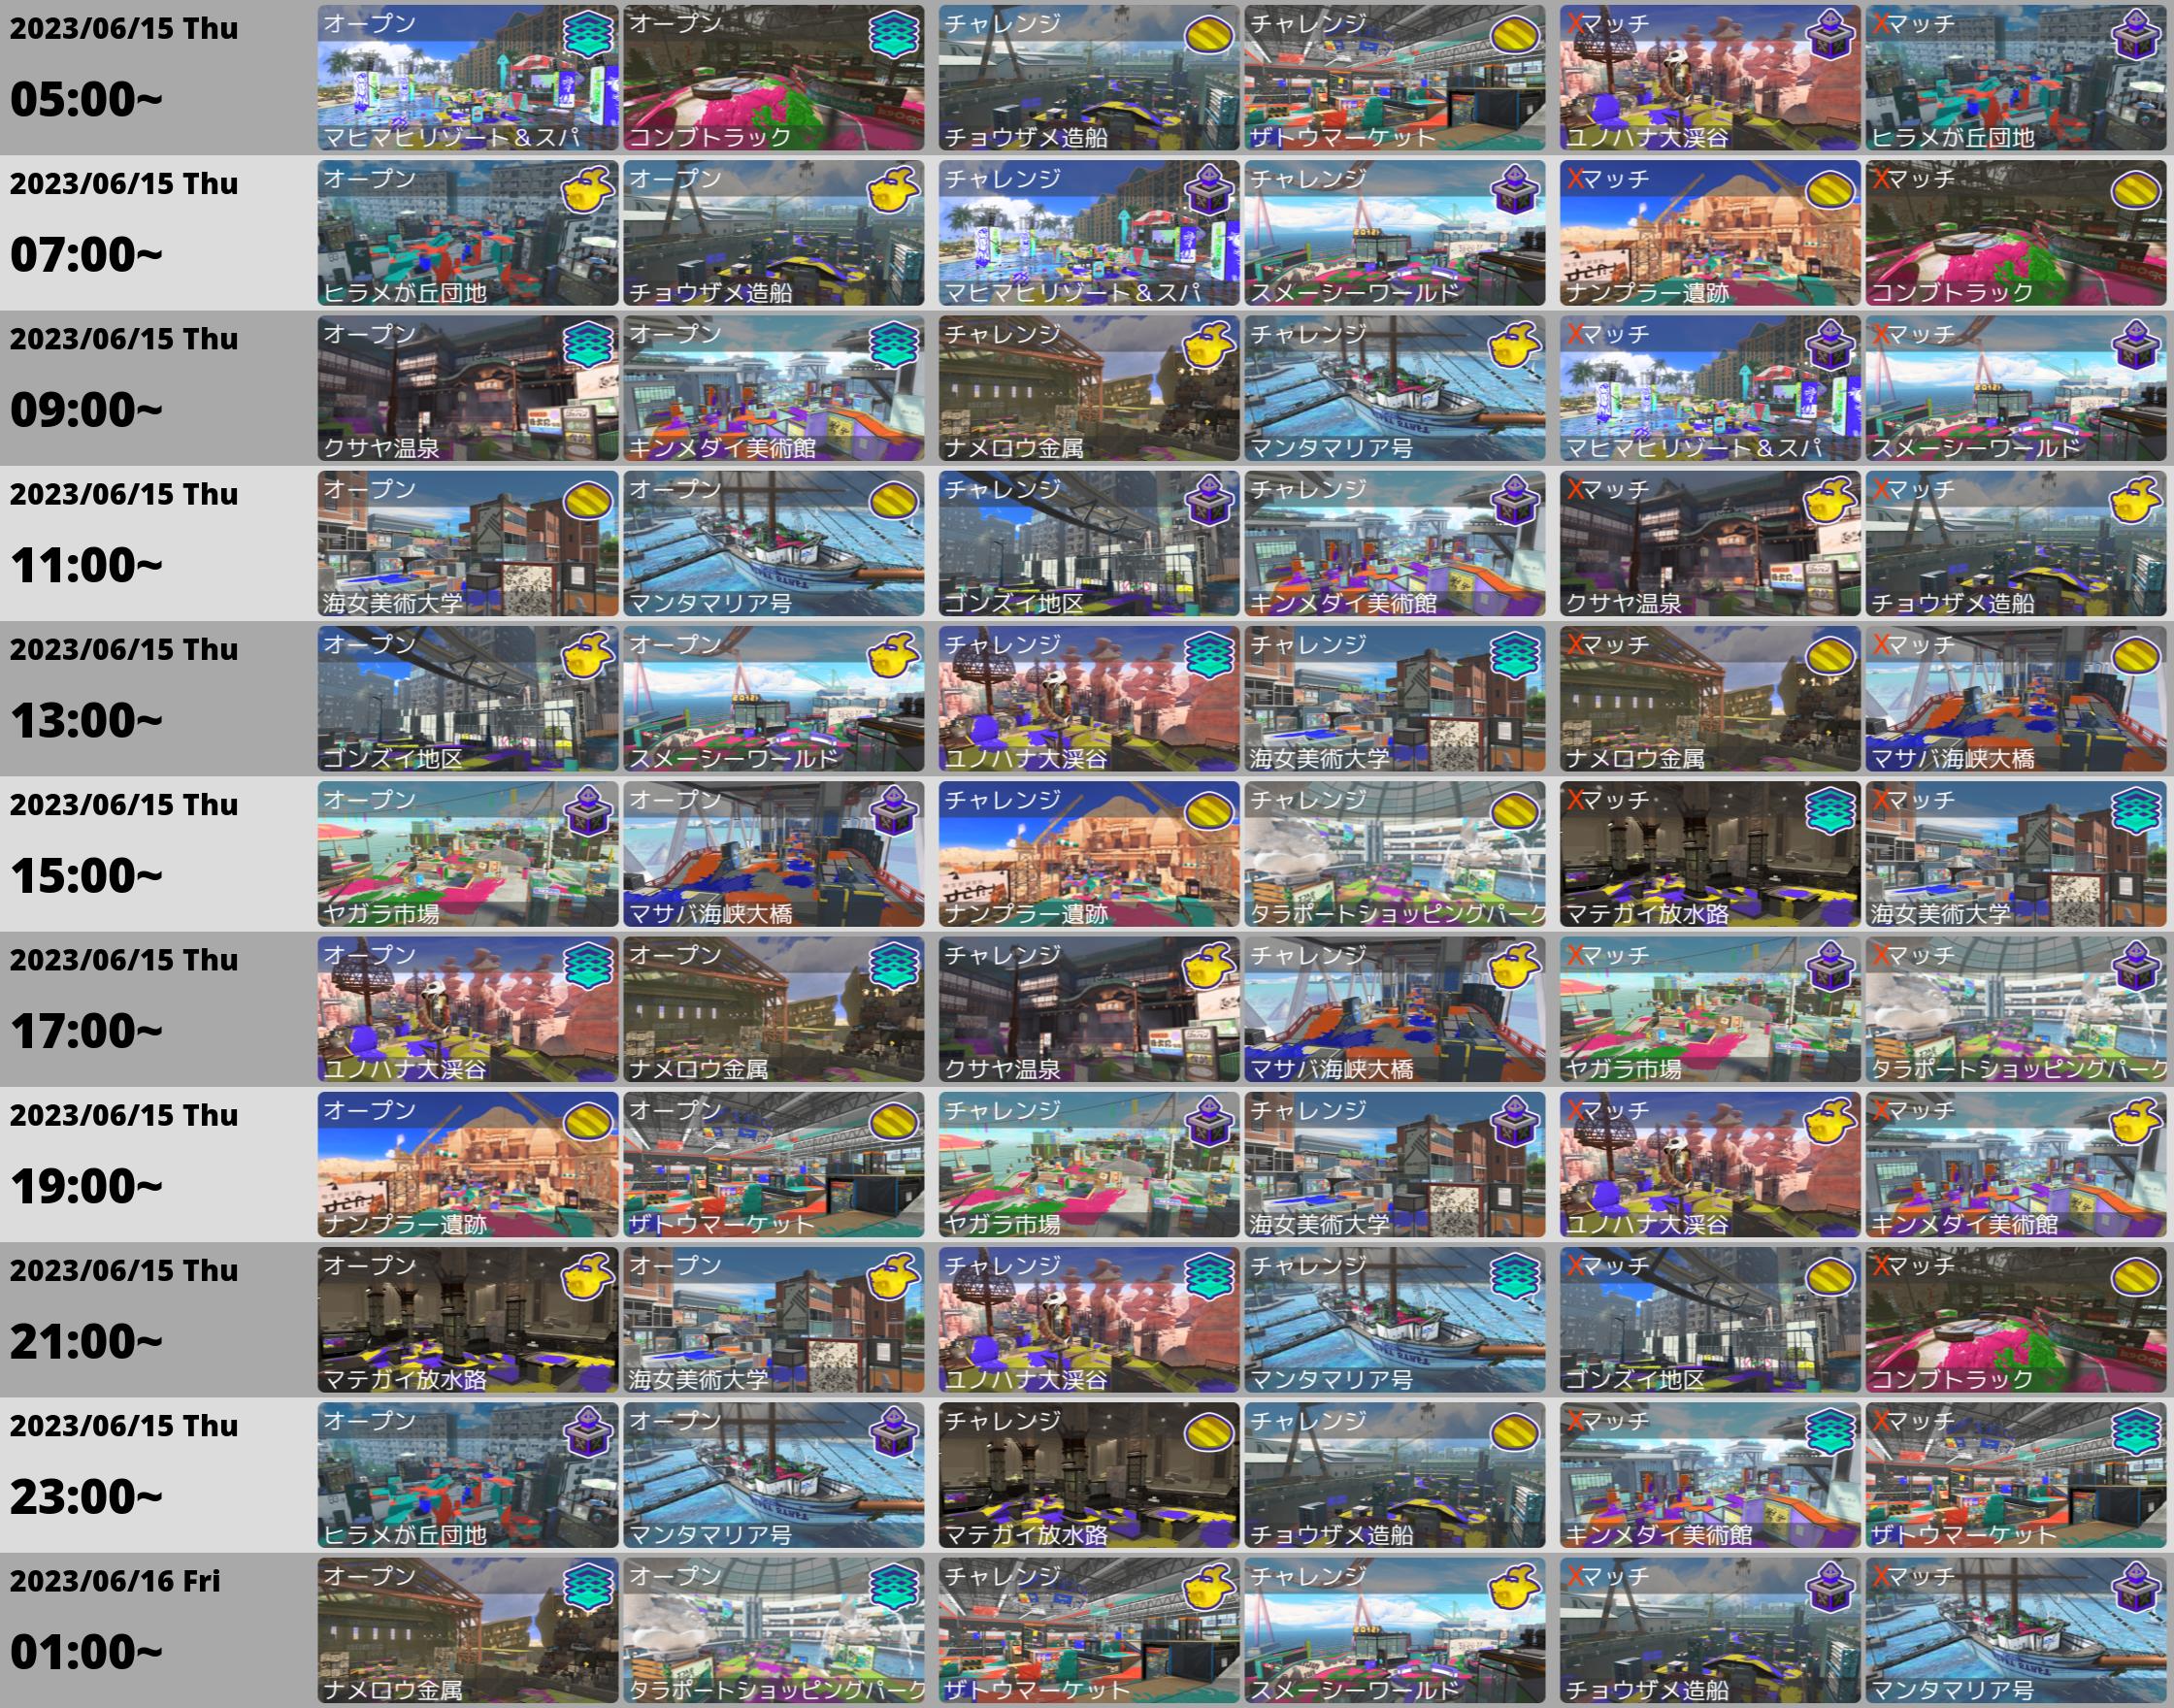 2023/06/15 Thu
05:00~
オープン
マヒマヒリゾート＆スパ
オープン
コンブトラック
チャレンジ
チョウザメ造船
チャレンジ
ザトウマーケット
Xマッチ
ユノハナ大渓谷
Xマッチ
ヒラメが丘団地
2023/06/15 Thu
07:00~
オープン
ヒラメが丘団地
オープン
チョウザメ造船
チャレンジ
マヒマヒリゾート＆スパ
チャレンジ
スメーシーワールド
Xマッチ
ナンプラー遺跡
Xマッチ
コンブトラック
2023/06/15 Thu
09:00~
オープン
クサヤ温泉
オープン
キンメダイ美術館
チャレンジ
ナメロウ金属
チャレンジ
マンタマリア号
Xマッチ
マヒマヒリゾート＆スパ
Xマッチ
スメーシーワールド
2023/06/15 Thu
11:00~
オープン
海女美術大学
オープン
マンタマリア号
チャレンジ
ゴンズイ地区
チャレンジ
キンメダイ美術館
Xマッチ
クサヤ温泉
Xマッチ
チョウザメ造船
2023/06/15 Thu
13:00~
オープン
ゴンズイ地区
オープン
スメーシーワールド
チャレンジ
ユノハナ大渓谷
チャレンジ
海女美術大学
Xマッチ
ナメロウ金属
Xマッチ
マサバ海峡大橋
2023/06/15 Thu
15:00~
オープン
ヤガラ市場
オープン
マサバ海峡大橋
チャレンジ
ナンプラー遺跡
チャレンジ
タラポートショッピングパーク
Xマッチ
マテガイ放水路
Xマッチ
海女美術大学
2023/06/15 Thu
17:00~
オープン
ユノハナ大渓谷
オープン
ナメロウ金属
チャレンジ
クサヤ温泉
チャレンジ
マサバ海峡大橋
Xマッチ
ヤガラ市場
Xマッチ
タラポートショッピングパーク
2023/06/15 Thu
19:00~
オープン
ナンプラー遺跡
オープン
ザトウマーケット
チャレンジ
ヤガラ市場
チャレンジ
海女美術大学
Xマッチ
ユノハナ大渓谷
Xマッチ
キンメダイ美術館
2023/06/15 Thu
21:00~
オープン
マテガイ放水路
オープン
海女美術大学
チャレンジ
ユノハナ大渓谷
チャレンジ
マンタマリア号
Xマッチ
ゴンズイ地区
Xマッチ
コンブトラック
2023/06/15 Thu
23:00~
オープン
ヒラメが丘団地
オープン
マンタマリア号
チャレンジ
マテガイ放水路
チャレンジ
チョウザメ造船
Xマッチ
キンメダイ美術館
Xマッチ
ザトウマーケット
2023/06/16 Fri
01:00~
オープン
ナメロウ金属
オープン
タラポートショッピングパーク
チャレンジ
ザトウマーケット
チャレンジ
スメーシーワールド
Xマッチ
チョウザメ造船
Xマッチ
マンタマリア号